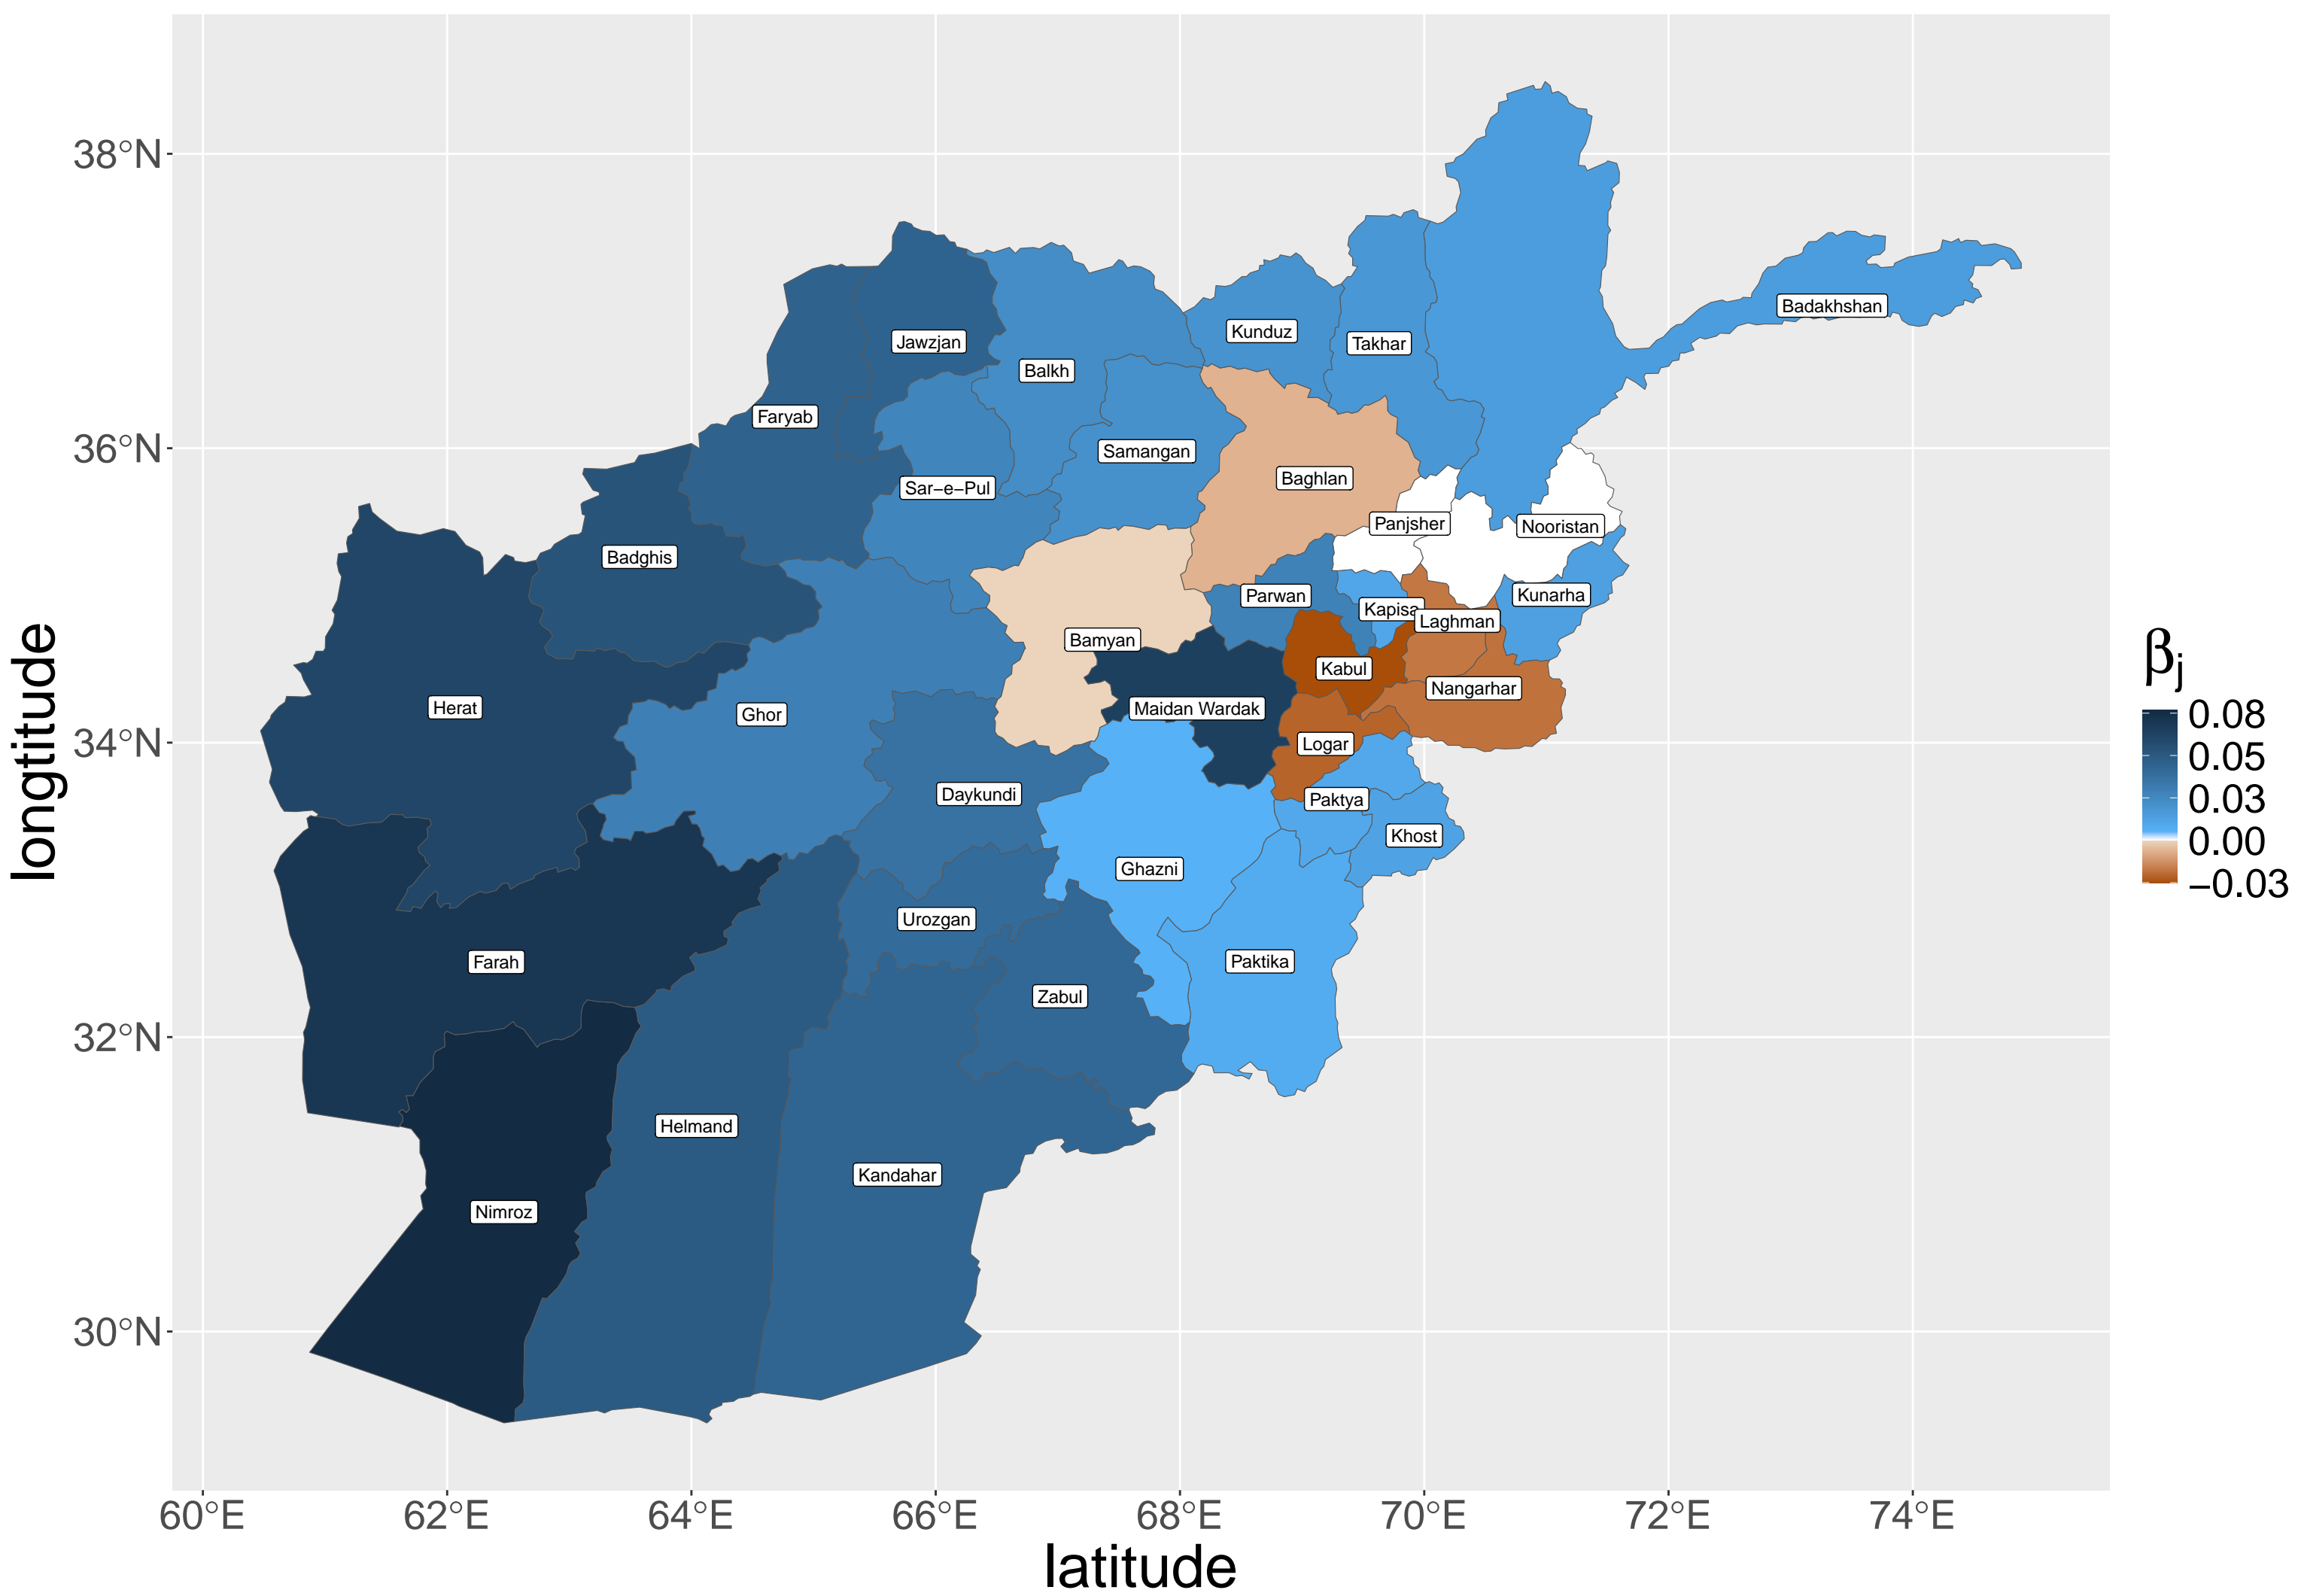 38°N
36°N
34°N
32°N
30°N
longtitude
Jawzjan
Balkh
Kunduz
Takhar
Badakhshan
Faryab
Samangan
Sar−e−Pul
Baghlan
Panjsher
Nooristan
Badghis
Parwan
Kapisa
Kunarha
Laghman
Bamyan
Kabul
Nangarhar
Herat
Ghor
Maidan Wardak
Logar
Daykundi
Paktya
Khost
Ghazni
Urozgan
Farah
Paktika
Zabul
Helmand
Kandahar
Nimroz
60°E 62°E 64°E 66°E 68°E 70°E 72°E 74°E
latitude
βj
0.08
0.05
0.03
0.00
−0.03